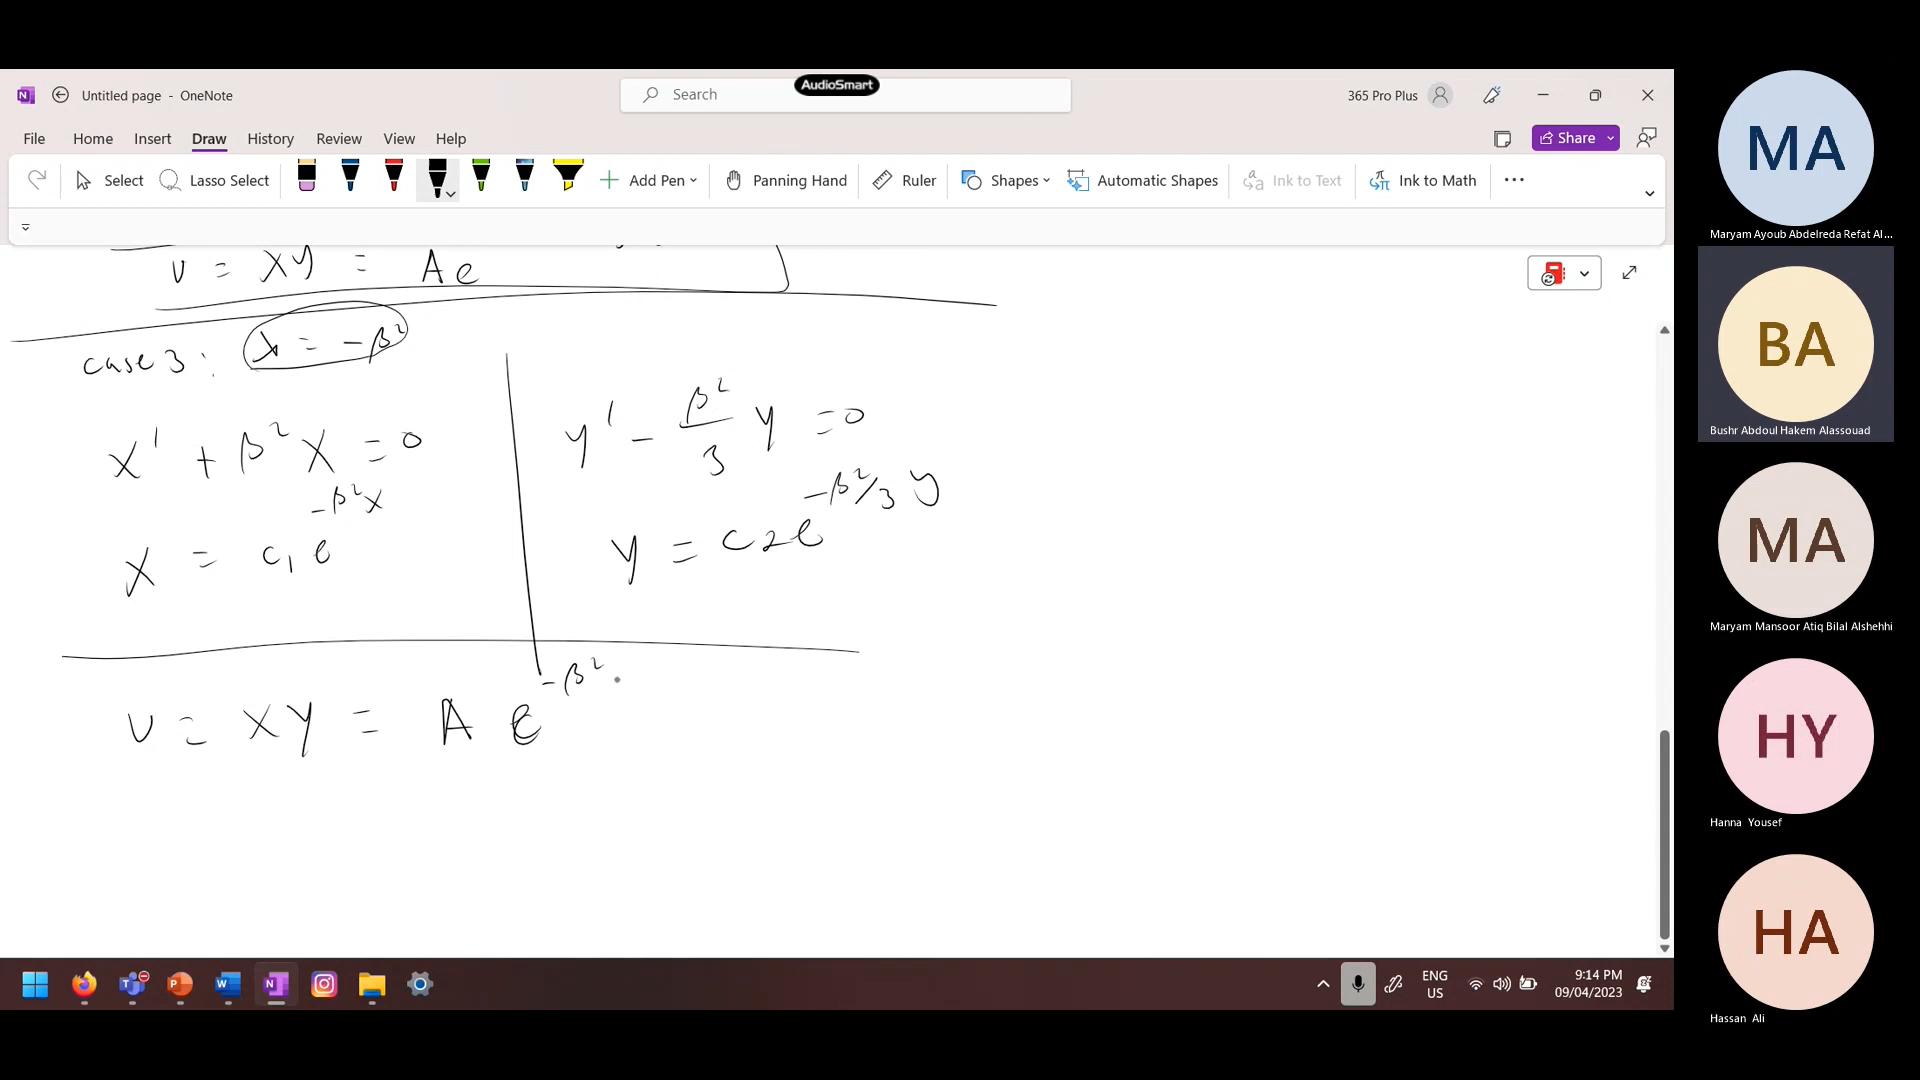 AudioSmart
Untitled page - OneNote
Search
365 Pro Plus
File Home Insert Draw History Review View Help
Share
Select Lasso Select Add Pen Panning Hand Ruler Shapes Automatic Shapes Ink to Text Ink to Math ...
U = XY = Ae
case 3 : λ = -β²
X' + β² X = 0
X = c₁ e^{-β²x}
Y' - β²/3 Y = 0
Y = c₂ e^{-β²/3 y}
U = XY = A e^{-β²}
ENG
US
9:14 PM
09/04/2023
MA
Maryam Ayoub Abdelreda Refat Al...
BA
Bushr Abdoul Hakem Alassouad
MA
Maryam Mansoor Atiq Bilal Alshehhi
HY
Hanna Yousef
HA
Hassan Ali